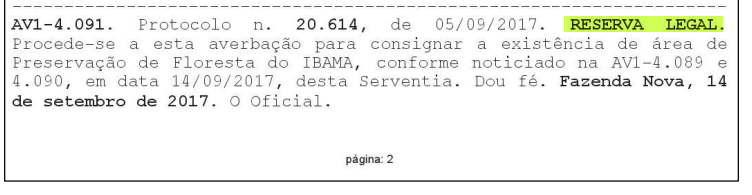 AV1-4.091. Protocolo n. 20.614, de 05/09/2017. RESERVA LEGAL.
Procede-se a esta averbação para consignar a existência de área de
Preservação de Floresta do IBAMA, conforme noticiado na AV1-4.089 e
4.090, em data 14/09/2017, desta Serventia. Dou fé. Fazenda Nova, 14
de setembro de 2017. O Oficial.
página: 2